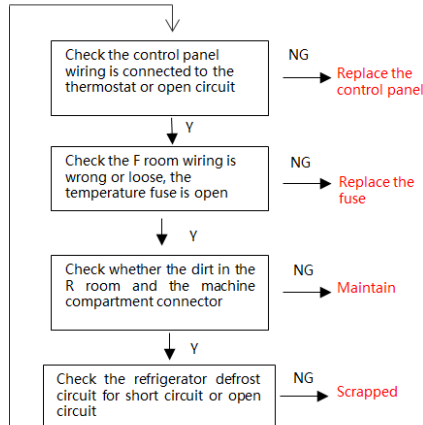 Check the control panel
wiring is connected to the
thermostat or open circuit
NG
Replace the
control panel
Y
Check the F room wiring is
wrong or loose, the
temperature fuse is open
NG
Replace the
fuse
Y
Check whether the dirt in the
R room and the machine
compartment connector
NG
Maintain
Y
Check the refrigerator defrost
circuit for short circuit or open
circuit
NG
Scrapped